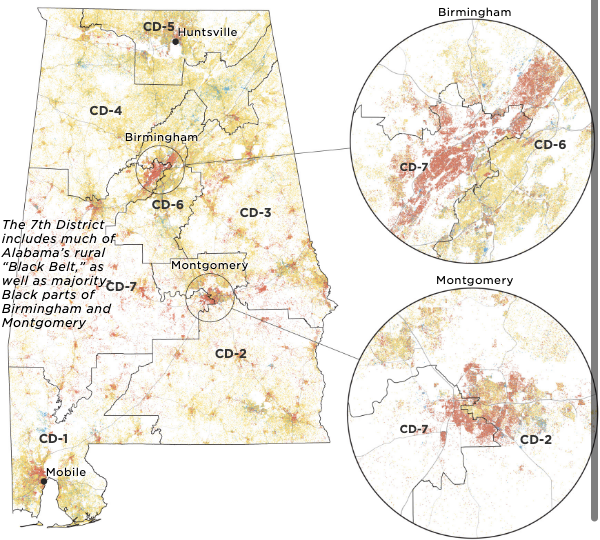 CD-5
Huntsville
CD-4
Birmingham
CD-6
CD-3
The 7th District
includes much of
Alabama's rural
“Black Belt,” as
well as majority-
Black parts of
Birmingham and
Montgomery
Montgomery
CD-7
CD-2
CD-1
Mobile
Birmingham
CD-7
CD-6
Montgomery
CD-7
CD-2